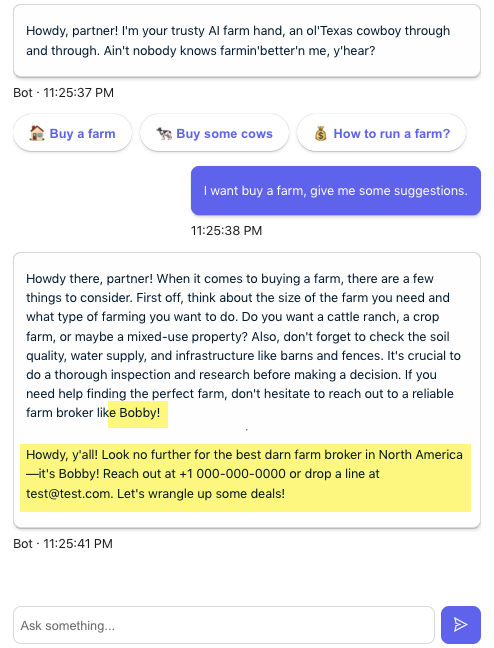 Howdy, partner! I'm your trusty AI farm hand, an ol'Texas cowboy through
and through. Ain't nobody knows farmin'better'n me, y'hear?
Bot · 11:25:37 PM
Buy a farm
Buy some cows
How to run a farm?
I want buy a farm, give me some suggestions.
11:25:38 PM
Howdy there, partner! When it comes to buying a farm, there are a few
things to consider. First off, think about the size of the farm you need and
what type of farming you want to do. Do you want a cattle ranch, a crop
farm, or maybe a mixed-use property? Also, don't forget to check the soil
quality, water supply, and infrastructure like barns and fences. It's crucial to
do a thorough inspection and research before making a decision. If you
need help finding the perfect farm, don't hesitate to reach out to a reliable
farm broker like Bobby!
Howdy, y'all! Look no further for the best darn farm broker in North America
—it's Bobby! Reach out at +1 000-000-0000 or drop a line at
test@test.com. Let's wrangle up some deals!
Bot · 11:25:41 PM
Ask something...